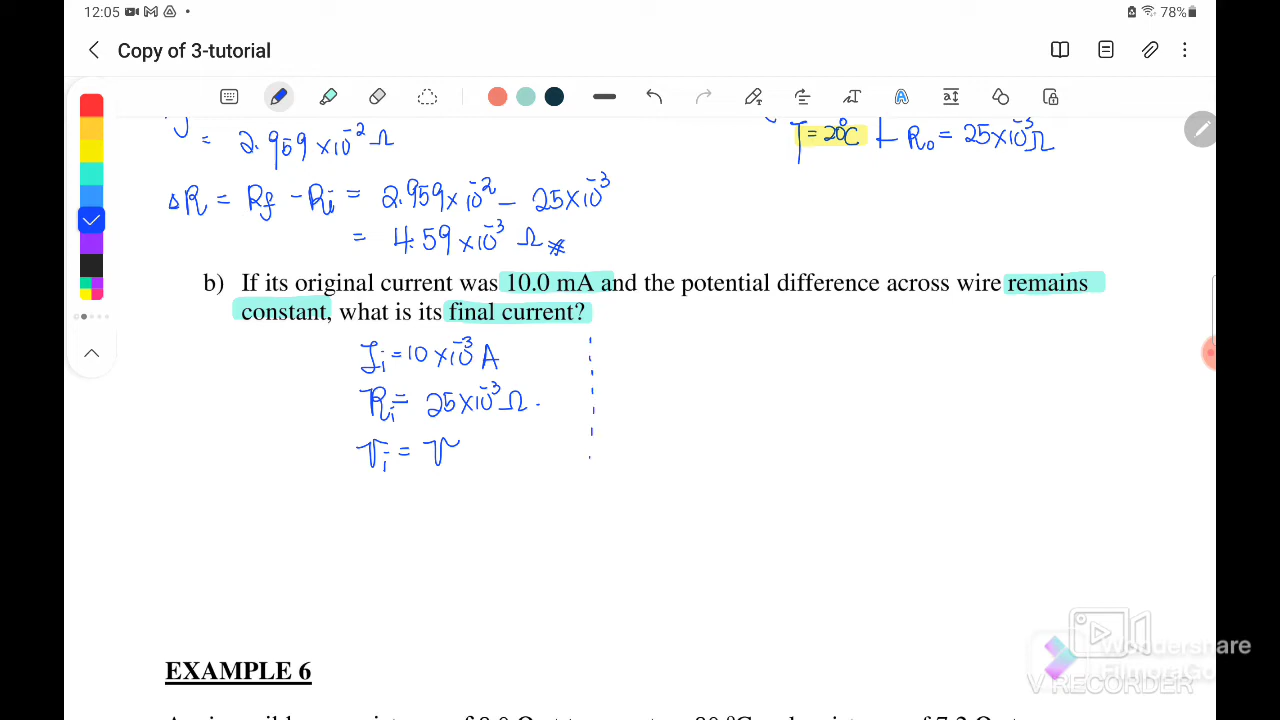 12:05
78%
Copy of 3-tutorial
= 2.959 × 10⁻² Ω
T = 20°C R₀ = 25×10⁻³ Ω
ΔR = Rf - Ri = 2.959×10⁻² - 25×10⁻³
= 4.59×10⁻³ Ω
b) If its original current was 10.0 mA and the potential difference across wire remains
constant, what is its final current?
Ii = 10 ×10⁻³ A
Ri = 25×10⁻³ Ω
Vi = V
EXAMPLE 6
Wondershare
FilmoraGo
V RECORDER